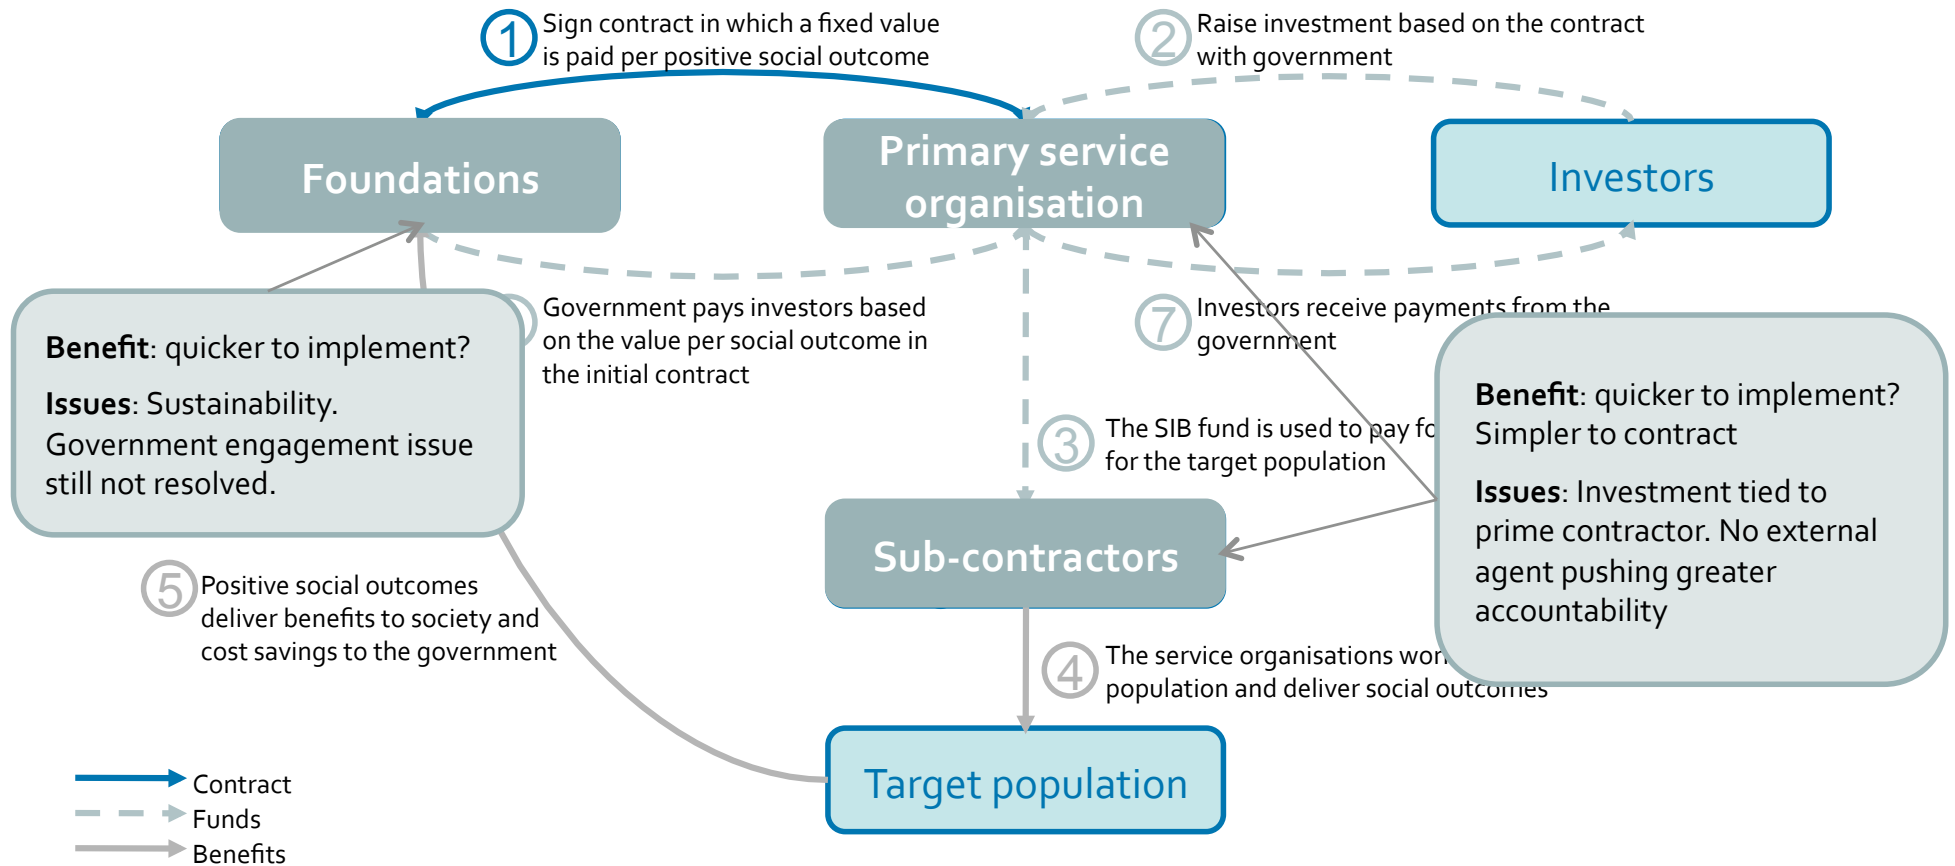 1
Sign contract in which a fixed value
is paid per positive social outcome
2
Raise investment based on the contract
with government
Foundations
Primary service
organisation
Investors
Government pays investors based
on the value per social outcome in
the initial contract
7
Investors receive payments from the
government
Benefit: quicker to implement?
Issues: Sustainability.
Government engagement issue
still not resolved.
3
The SIB fund is used to pay
for the target population
Benefit: quicker to implement?
Simpler to contract
Issues: Investment tied to
prime contractor. No external
agent pushing greater
accountability
Sub-contractors
5
Positive social outcomes
deliver benefits to society and
cost savings to the government
4
The service organisations
population and deliver social outcomes
Target population
Contract
Funds
Benefits